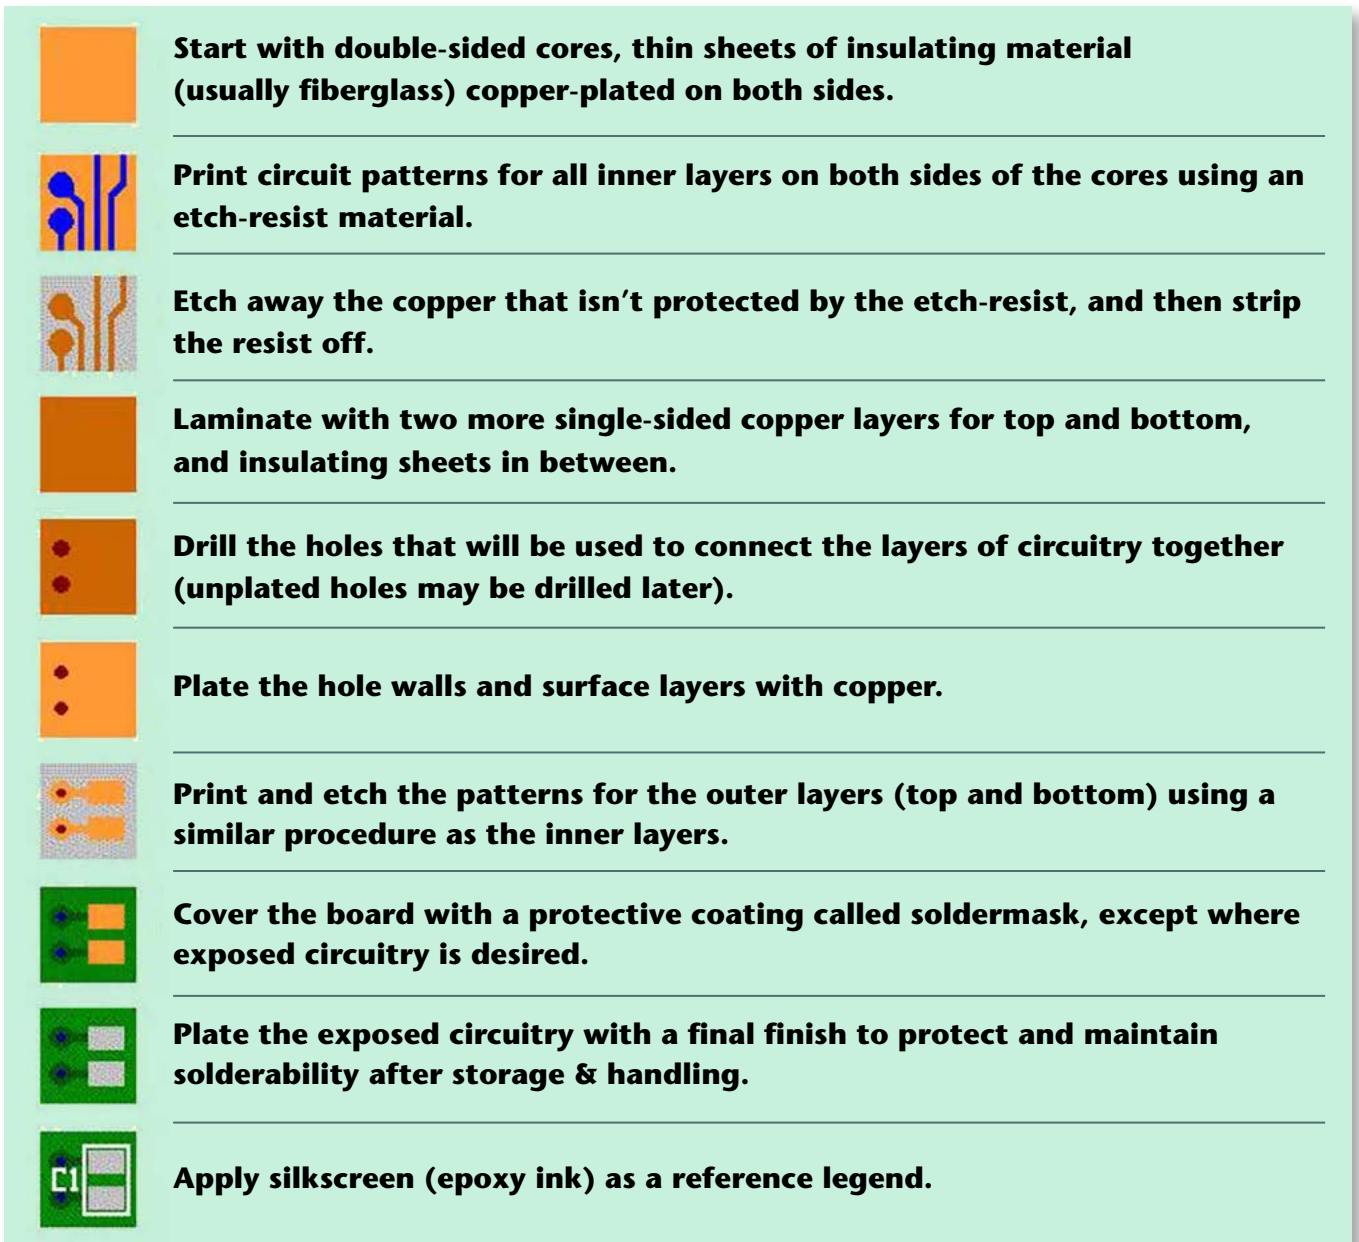 Start with double-sided cores, thin sheets of insulating material
(usually fiberglass) copper-plated on both sides.
Print circuit patterns for all inner layers on both sides of the cores using an
etch-resist material.
Etch away the copper that isn’t protected by the etch-resist, and then strip
the resist off.
Laminate with two more single-sided copper layers for top and bottom,
and insulating sheets in between.
Drill the holes that will be used to connect the layers of circuitry together
(unplated holes may be drilled later).
Plate the hole walls and surface layers with copper.
Print and etch the patterns for the outer layers (top and bottom) using a
similar procedure as the inner layers.
Cover the board with a protective coating called soldermask, except where
exposed circuitry is desired.
Plate the exposed circuitry with a final finish to protect and maintain
solderability after storage & handling.
C1
Apply silkscreen (epoxy ink) as a reference legend.